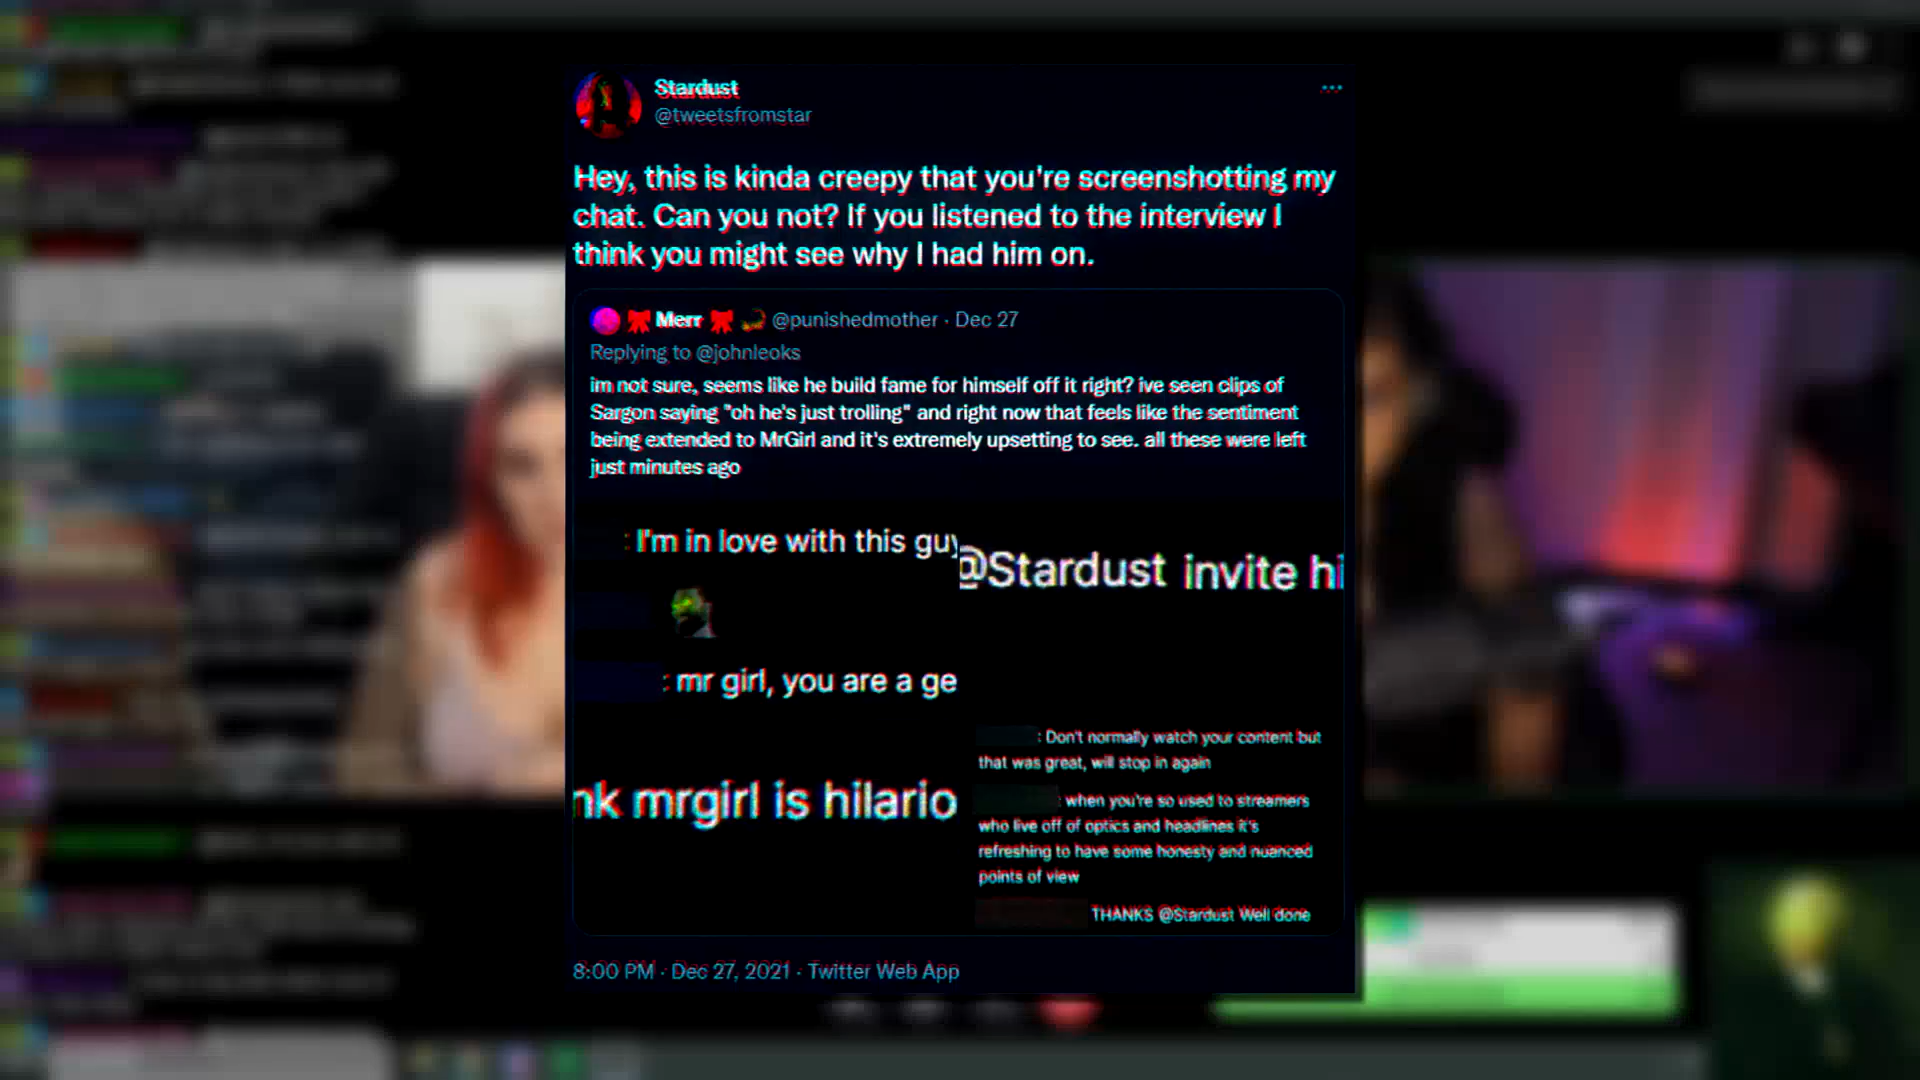 Stardust
@tweetsfromstar
Hey, this is kinda creepy that you're screenshotting my
chat. Can you not? If you listened to the interview I
think you might see why I had him on.
Merr @punishedmother · Dec 27
Replying to @johnleoks
im not sure, seems like he build fame for himself off it right? ive seen clips of
Sargon saying "oh he's just trolling" and right now that feels like the sentiment
being extended to MrGirl and it's extremely upsetting to see. all these were left
just minutes ago
: I'm in love with this guy
@Stardust invite hi
: mr girl, you are a ge
nk mrgirl is hilario
: Don't normally watch your content but
that was great, will stop in again
: when you're so used to streamers
who live off of optics and headlines it's
refreshing to have some honesty and nuanced
points of view
THANKS @Stardust Well done
8:00 PM · Dec 27, 2021 · Twitter Web App